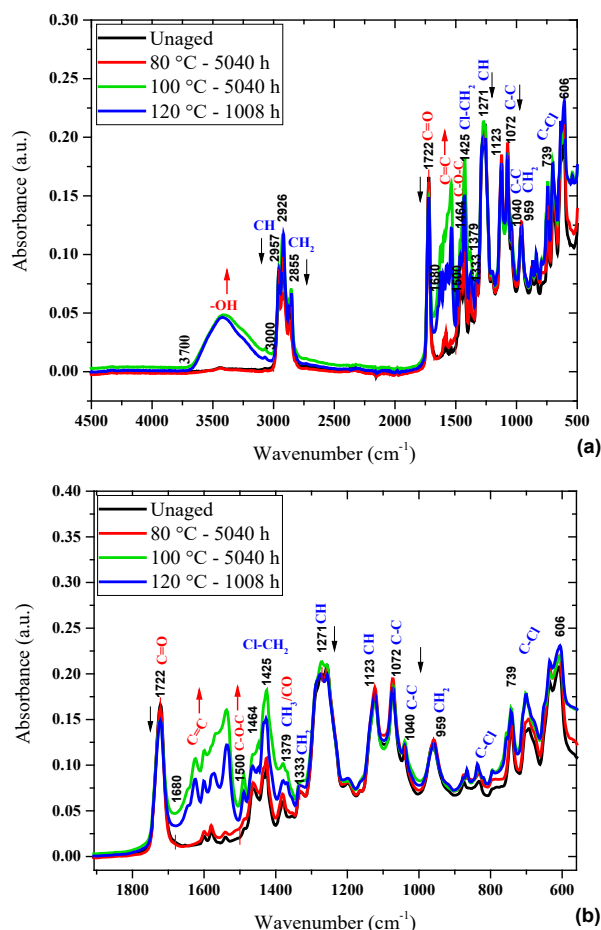 0.30
0.25
0.20
0.15
0.10
0.05
0.00
Absorbance (a.u.)
Unaged
80 °C - 5040 h
100 °C - 5040 h
120 °C - 1008 h
-OH
3700
3000
CH
2957
2926
CH₂
2855
1722 C=O
1680
C=C
1500
C-O-C
1464
1425 Cl-CH₂
1333
1379
1271 CH
1123
1072 C-C
1040 C-C
959 CH₂
739 C-Cl
606
4500 4000 3500 3000 2500 2000 1500 1000 500
Wavenumber (cm⁻¹)
(a)
0.40
0.35
0.30
0.25
0.20
0.15
0.10
0.05
0.00
Absorbance (a.u.)
Unaged
80 °C - 5040 h
100 °C - 5040 h
120 °C - 1008 h
1722 C=O
1680
C=C
1500 C-O-C
1464
Cl-CH₂
1425
1379 CH₃/CO
1333 CH₂
1271 CH
1123 CH
1072 C-C
1040 C-C
959 CH₂
C-Cl
739
C-Cl
606
1800 1600 1400 1200 1000 800 600
Wavenumber (cm⁻¹)
(b)